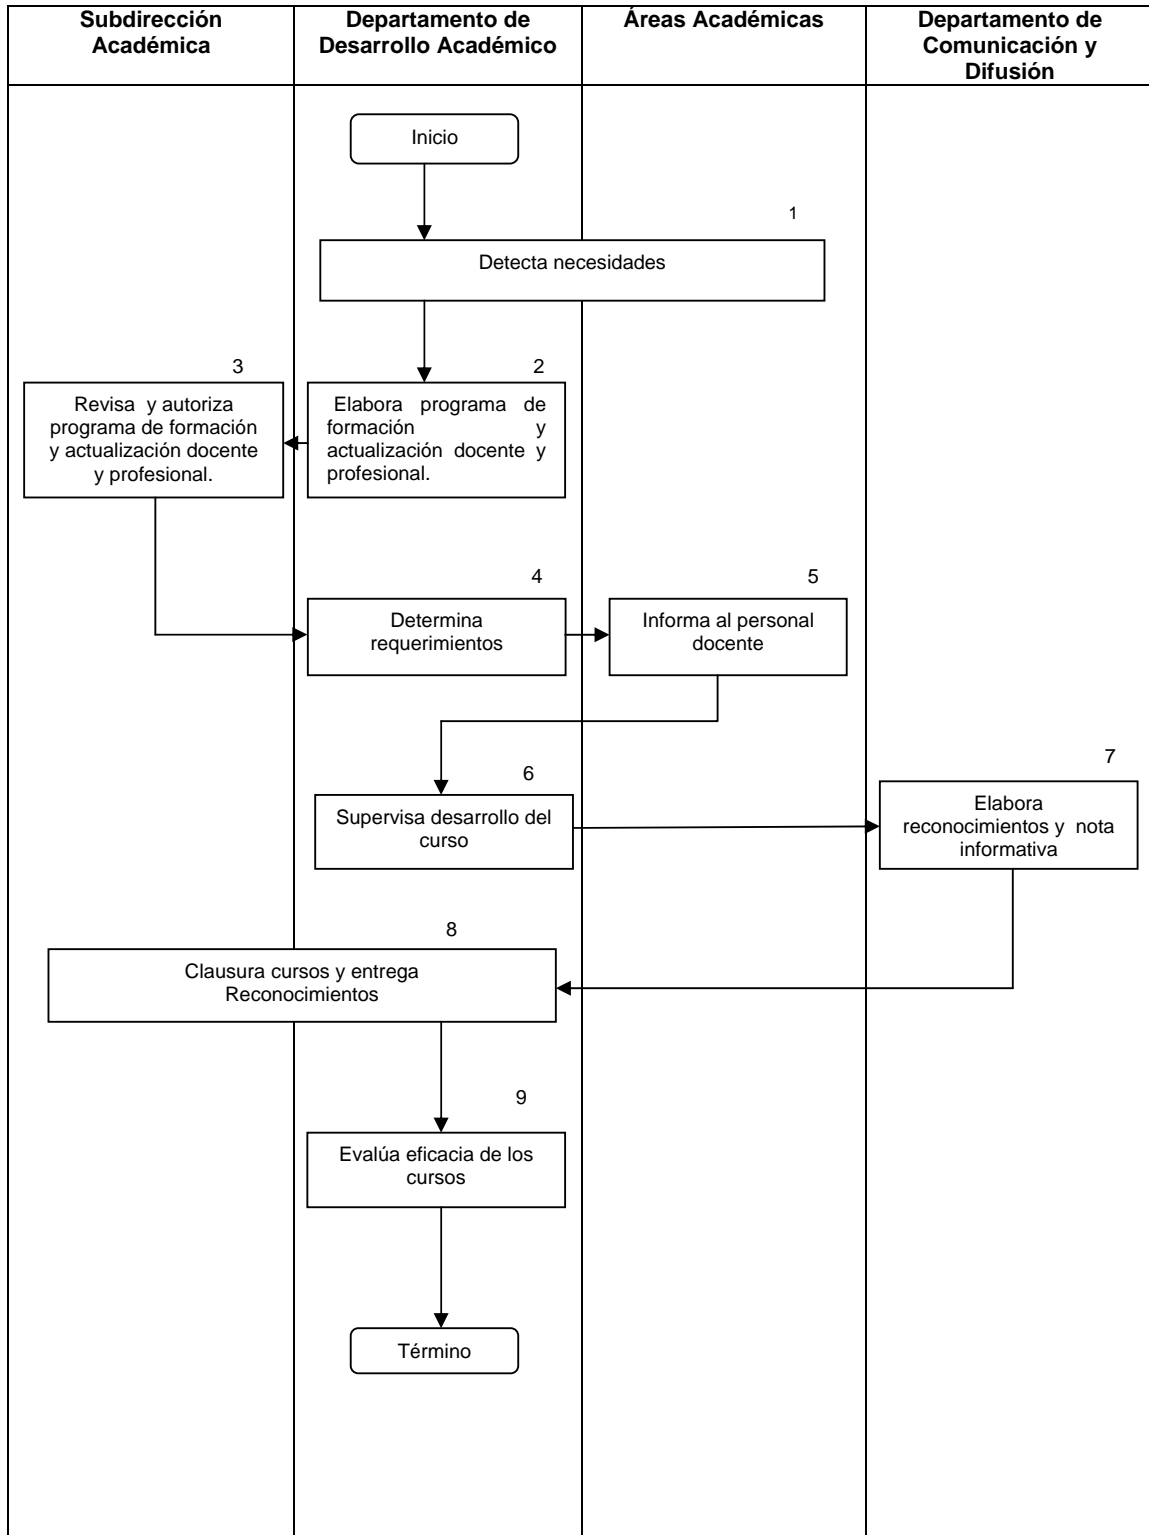 Subdirección
Académica
Departamento de
Desarrollo Académico
Áreas Académicas
Departamento de
Comunicación y
Difusión
Inicio
1
Detecta necesidades
3
Revisa y autoriza
programa de formación
y actualización docente
y profesional.
2
Elabora programa de
formación y
actualización docente y
profesional.
4
Determina
requerimientos
5
Informa al personal
docente
6
Supervisa desarrollo del
curso
7
Elabora
reconocimientos y nota
informativa
8
Clausura cursos y entrega
Reconocimientos
9
Evalúa eficacia de los
cursos
Término